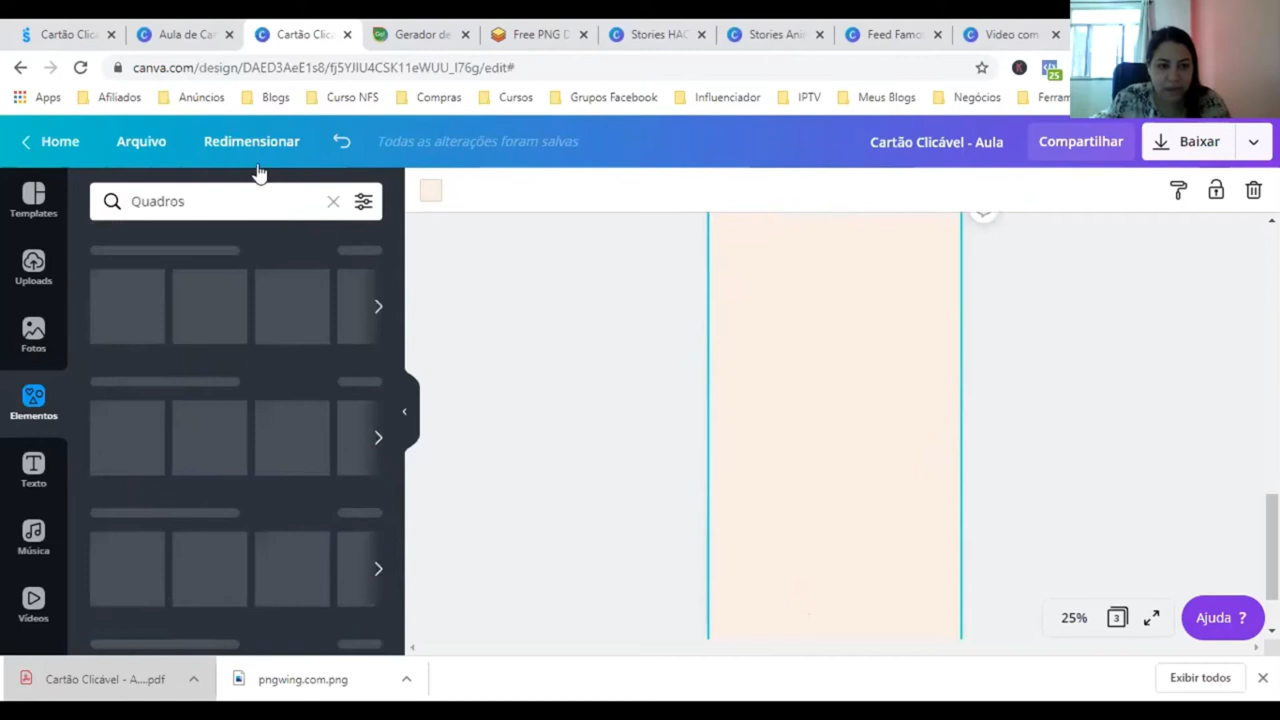 Cartão Clic
Aula de Ca
Cartão Clic
Gerador de
Free PNG D
Stories HAC
Stories Ani
Feed Famo
Video com
canva.com/design/DAED3AeE1s8/fj5YJIU4CSK11eWUU_I76g/edit#
25
Apps
Afiliados
Anúncios
Blogs
Curso NFS
Compras
Cursos
Grupos Facebook
Influenciador
IPTV
Meus Blogs
Negócios
Ferram
Home
Arquivo
Redimensionar
Todas as alterações foram salvas
Cartão Clicável - Aula
Compartilhar
Baixar
Templates
Quadros
Uploads
Fotos
Elementos
Texto
Música
Vídeos
25%
3
Ajuda ?
Cartão Clicável - A....pdf
pngwing.com.png
Exibir todos